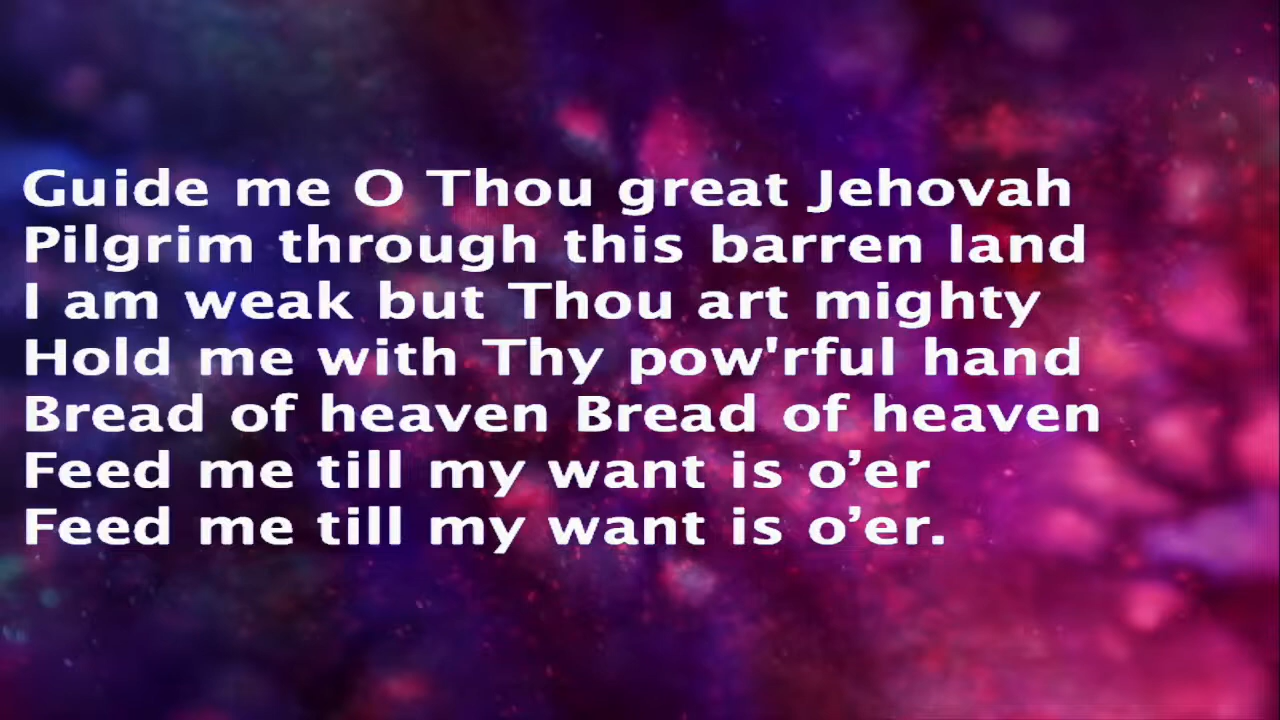 Guide me O Thou great Jehovah
Pilgrim through this barren land
I am weak but Thou art mighty
Hold me with Thy pow'rful hand
Bread of heaven Bread of heaven
Feed me till my want is o’er
Feed me till my want is o’er.